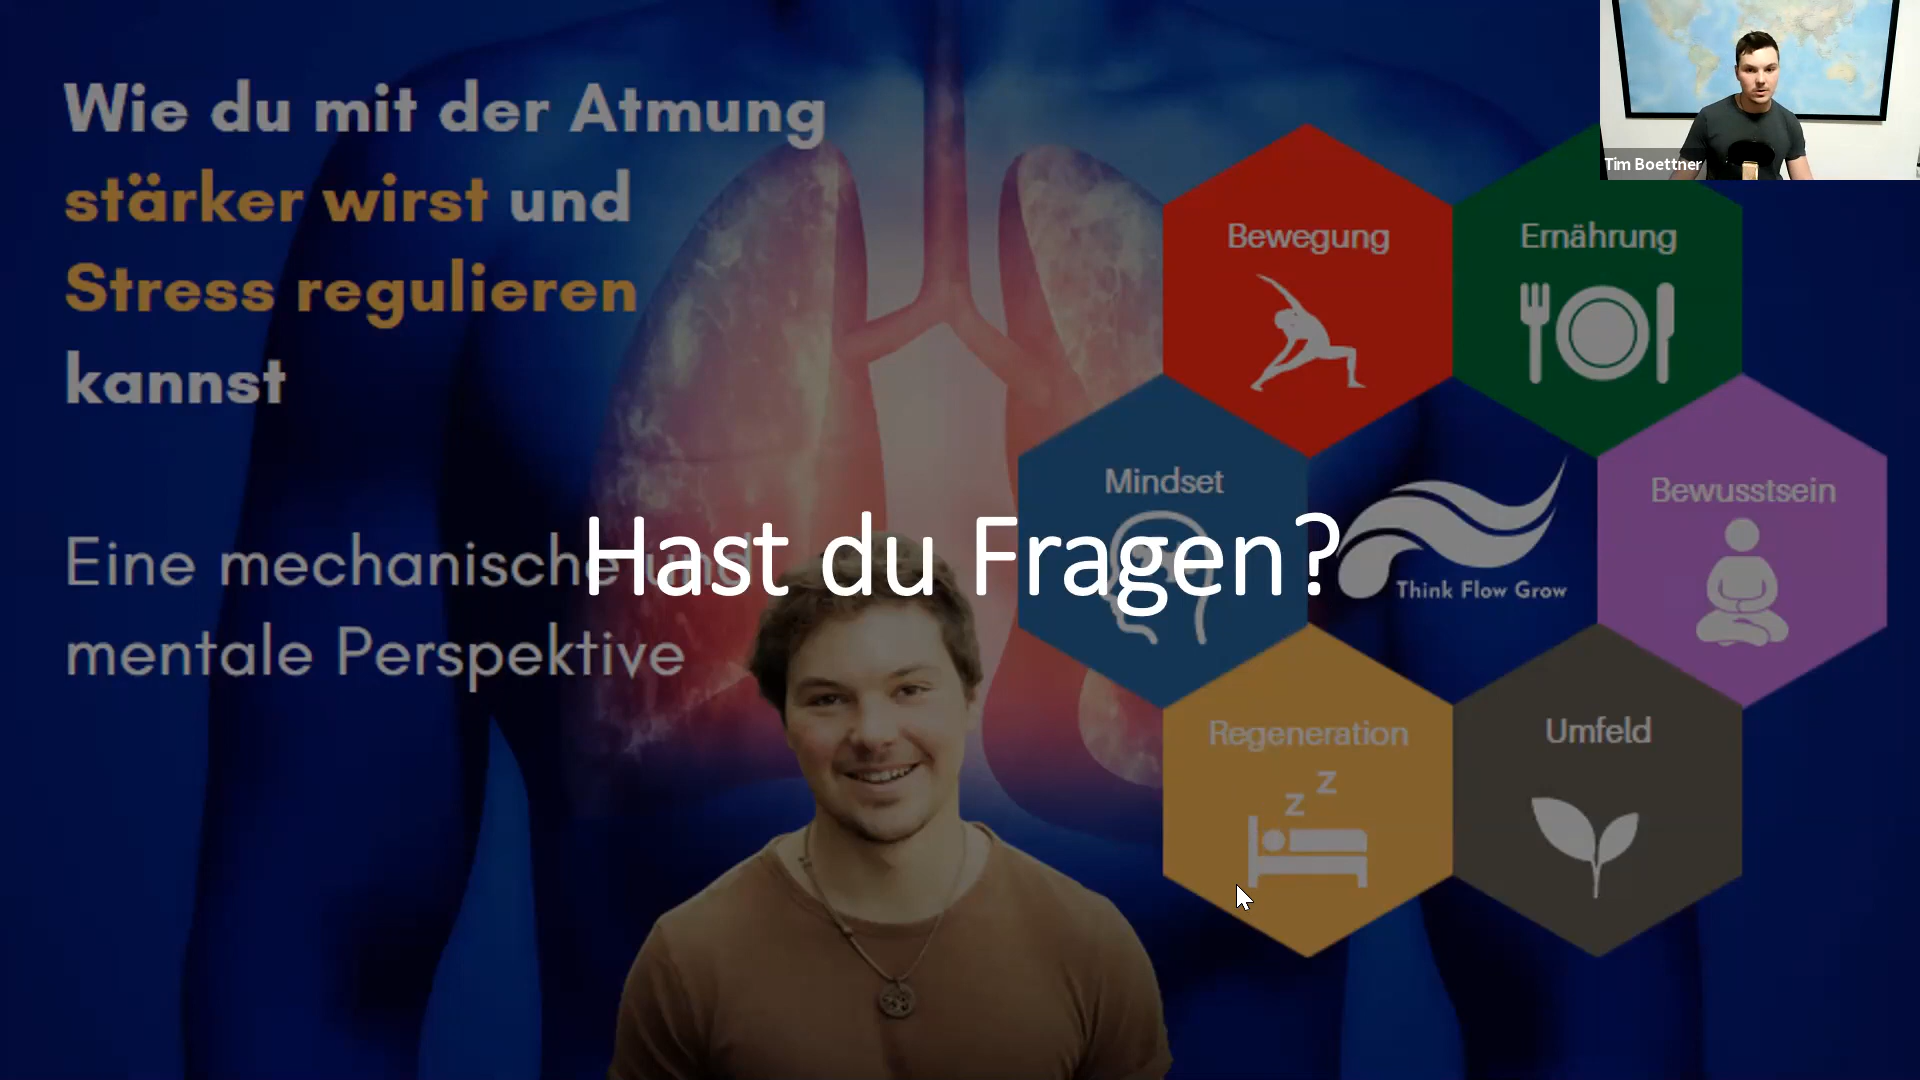 Wie du mit der Atmung
stärker wirst und
Stress regulieren
kannst
Eine mechanische und
mentale Perspektive
Hast du Fragen?
Bewegung
Ernährung
Mindset
Bewusstsein
Think Flow Grow
Regeneration
z z
Umfeld
Tim Boettner